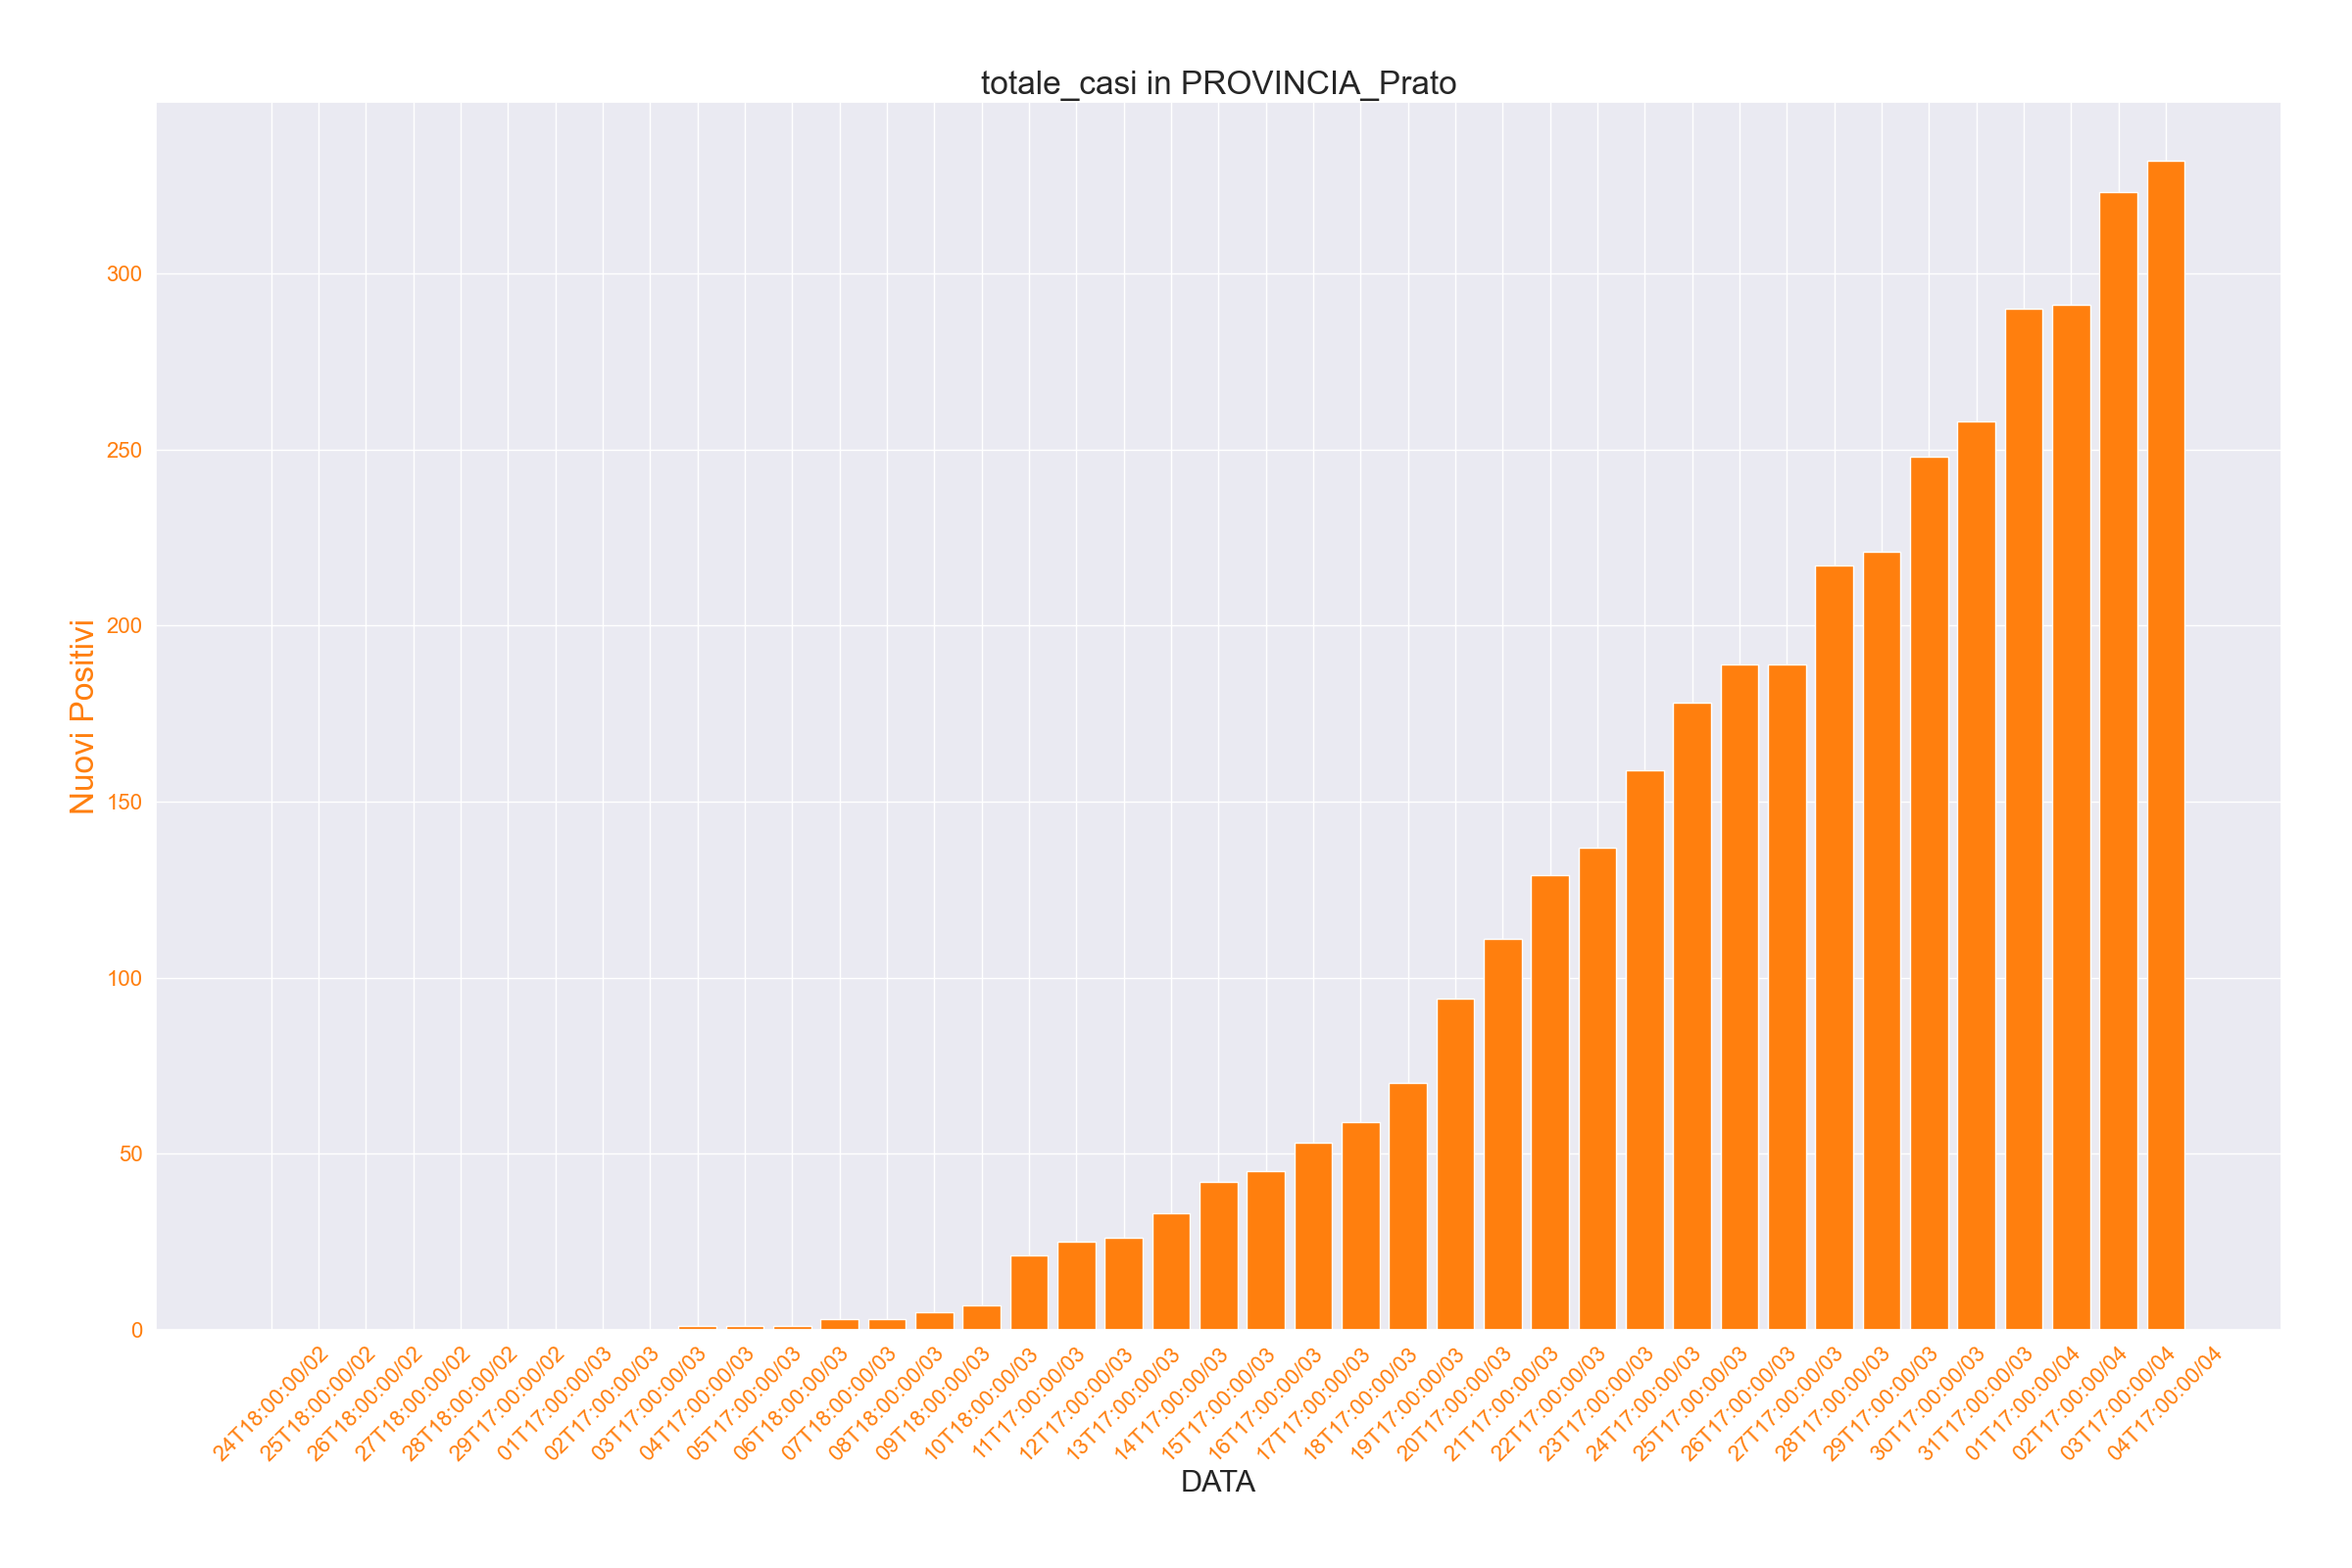 totale_casi in PROVINCIA_Prato
Nuovi Positivi
300
250
200
150
100
50
0
24T18:00:00/02
25T18:00:00/02
26T18:00:00/02
27T18:00:00/02
28T18:00:00/02
29T17:00:00/02
01T17:00:00/03
02T17:00:00/03
03T17:00:00/03
04T17:00:00/03
05T17:00:00/03
06T18:00:00/03
07T18:00:00/03
08T18:00:00/03
09T18:00:00/03
10T18:00:00/03
11T17:00:00/03
12T17:00:00/03
13T17:00:00/03
14T17:00:00/03
15T17:00:00/03
16T17:00:00/03
17T17:00:00/03
18T17:00:00/03
19T17:00:00/03
20T17:00:00/03
21T17:00:00/03
22T17:00:00/03
23T17:00:00/03
24T17:00:00/03
25T17:00:00/03
26T17:00:00/03
27T17:00:00/03
28T17:00:00/03
29T17:00:00/03
30T17:00:00/03
31T17:00:00/03
01T17:00:00/04
02T17:00:00/04
03T17:00:00/04
04T17:00:00/04
DATA